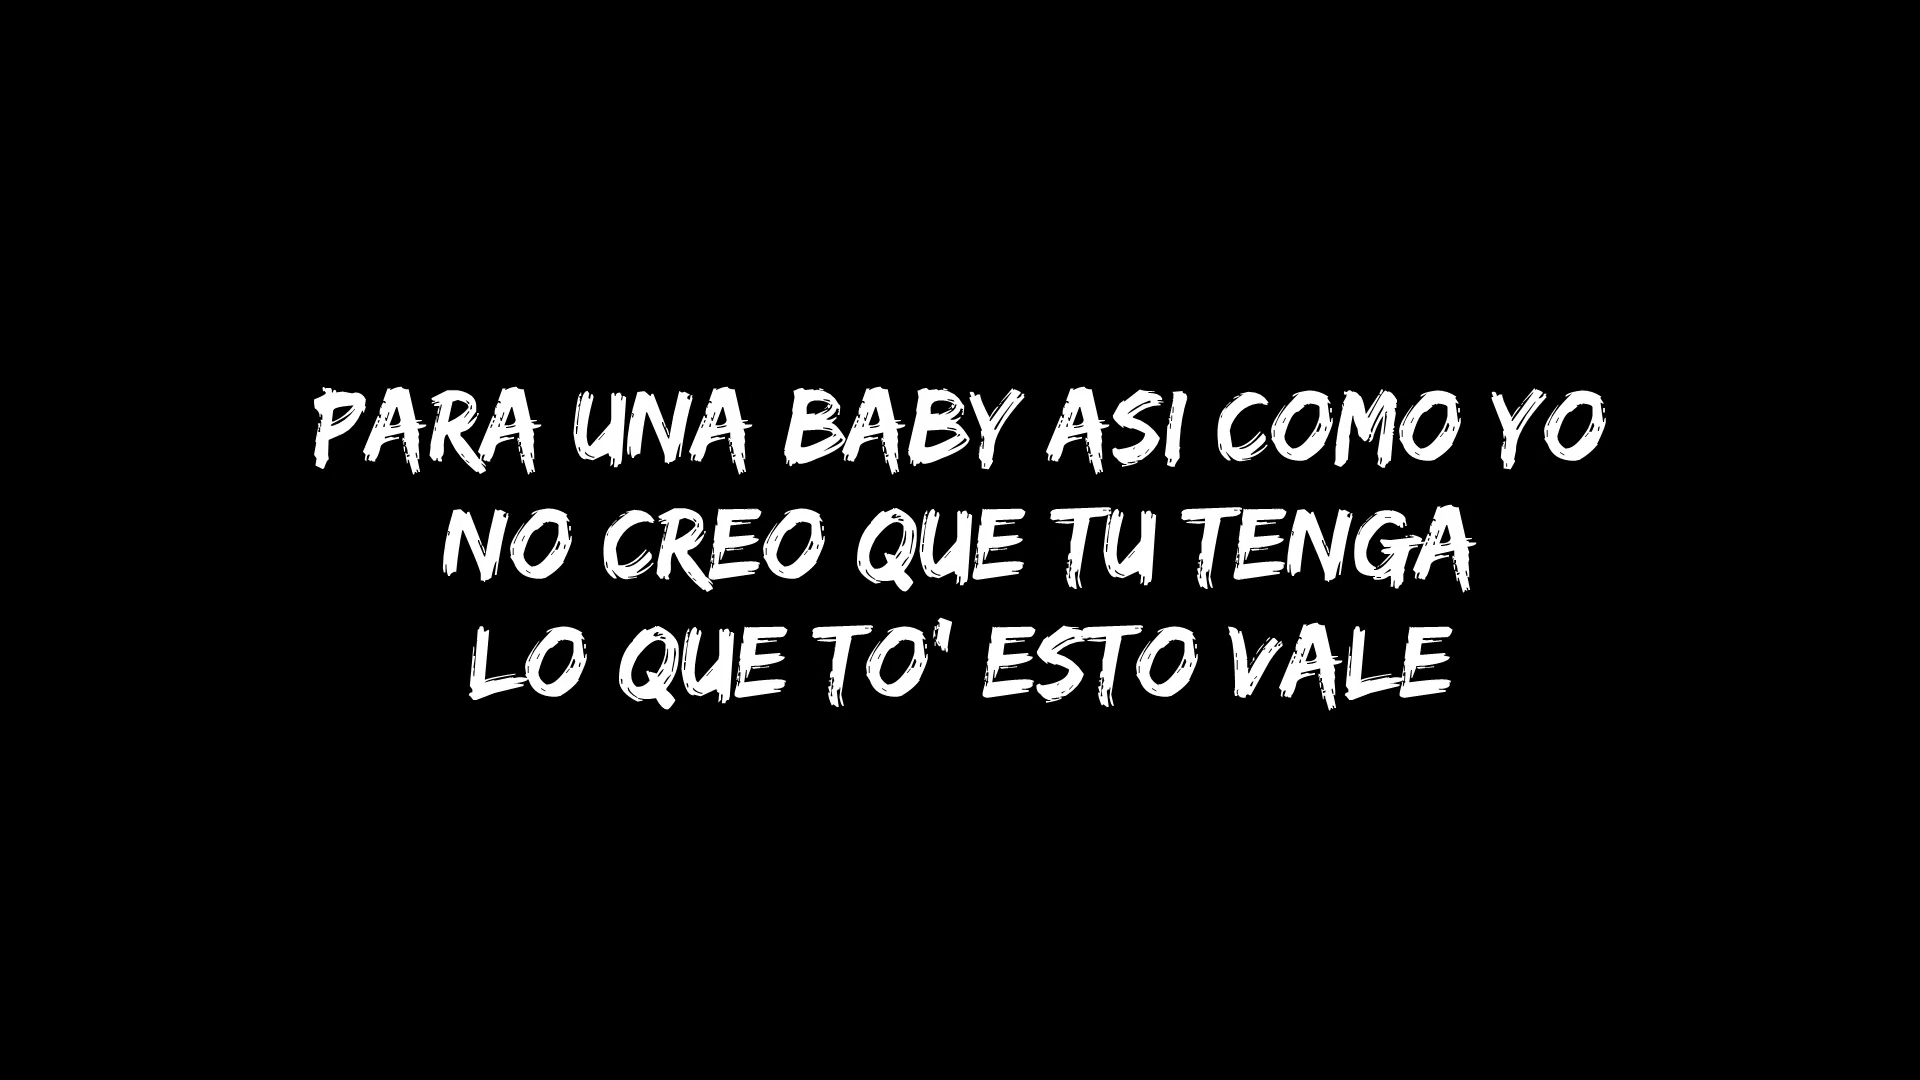 PARA UNA BABY ASI COMO YO
NO CREO QUE TU TENGA
LO QUE TO' ESTO VALE